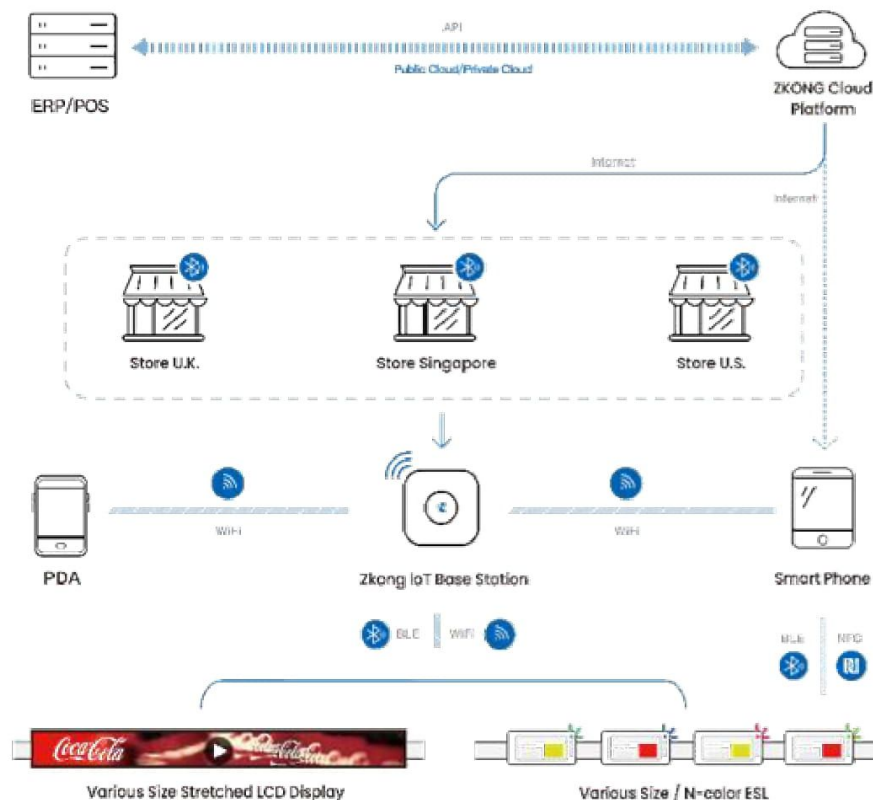 API
Public Cloud/Private Cloud
ERP/POS
ZKONG Cloud
Platform
Internet
Internet
Store U.K.
Store Singapore
Store U.S.
WiFi
WiFi
PDA
Zkong IoT Base Station
Smart Phone
BLE
WiFi
BLE
NFC
Coca-Cola
Coca-Cola
Various Size Stretched LCD Display
Various Size / N-color ESL